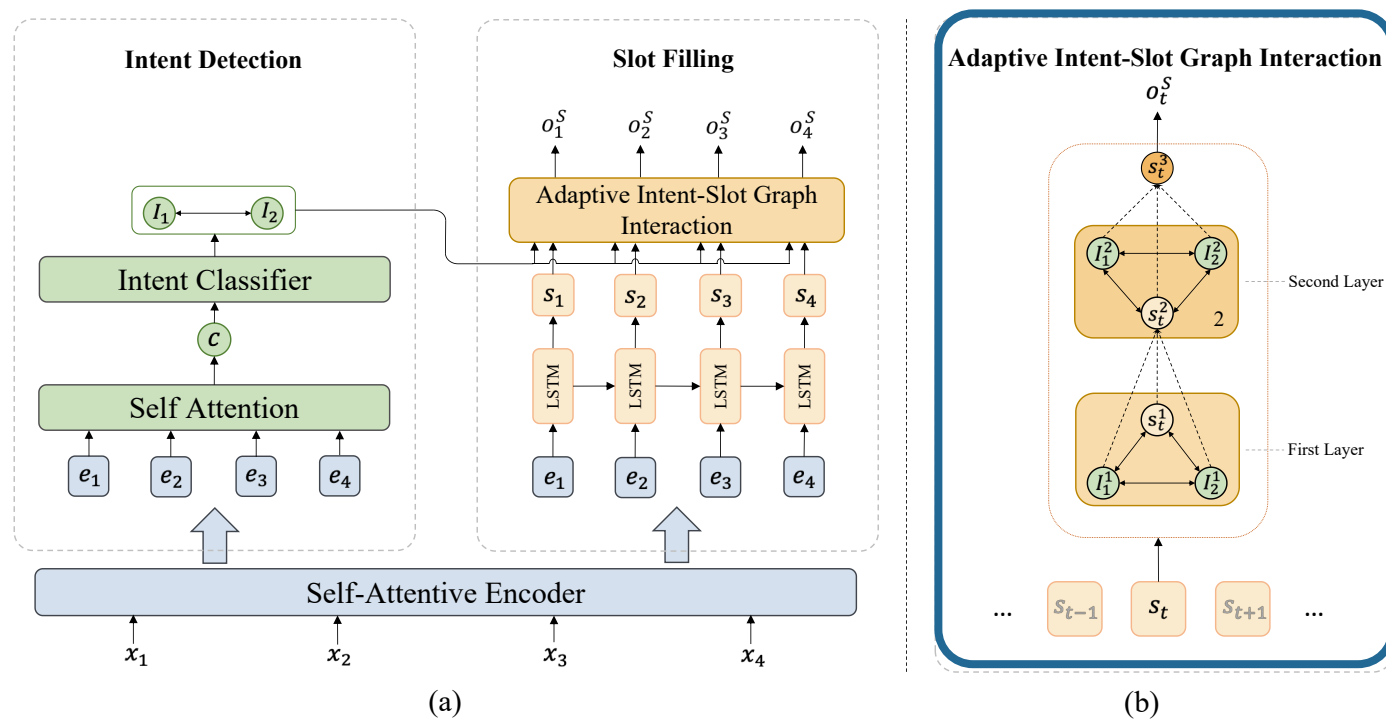 Intent Detection
Slot Filling
Adaptive Intent-Slot Graph Interaction
o_1^S o_2^S o_3^S o_4^S
o_t^S
s_t^3
Adaptive Intent-Slot Graph
Interaction
I_1 I_2
I_1^2 I_2^2
Intent Classifier
Second Layer
s_1 s_2 s_3 s_4
s_t^2
2
c
LSTM LSTM LSTM LSTM
Self Attention
s_t^1
First Layer
e_1 e_2 e_3 e_4
e_1 e_2 e_3 e_4
I_1^1 I_2^1
Self-Attentive Encoder
... s_{t-1} s_t s_{t+1} ...
x_1 x_2 x_3 x_4
(a)
(b)